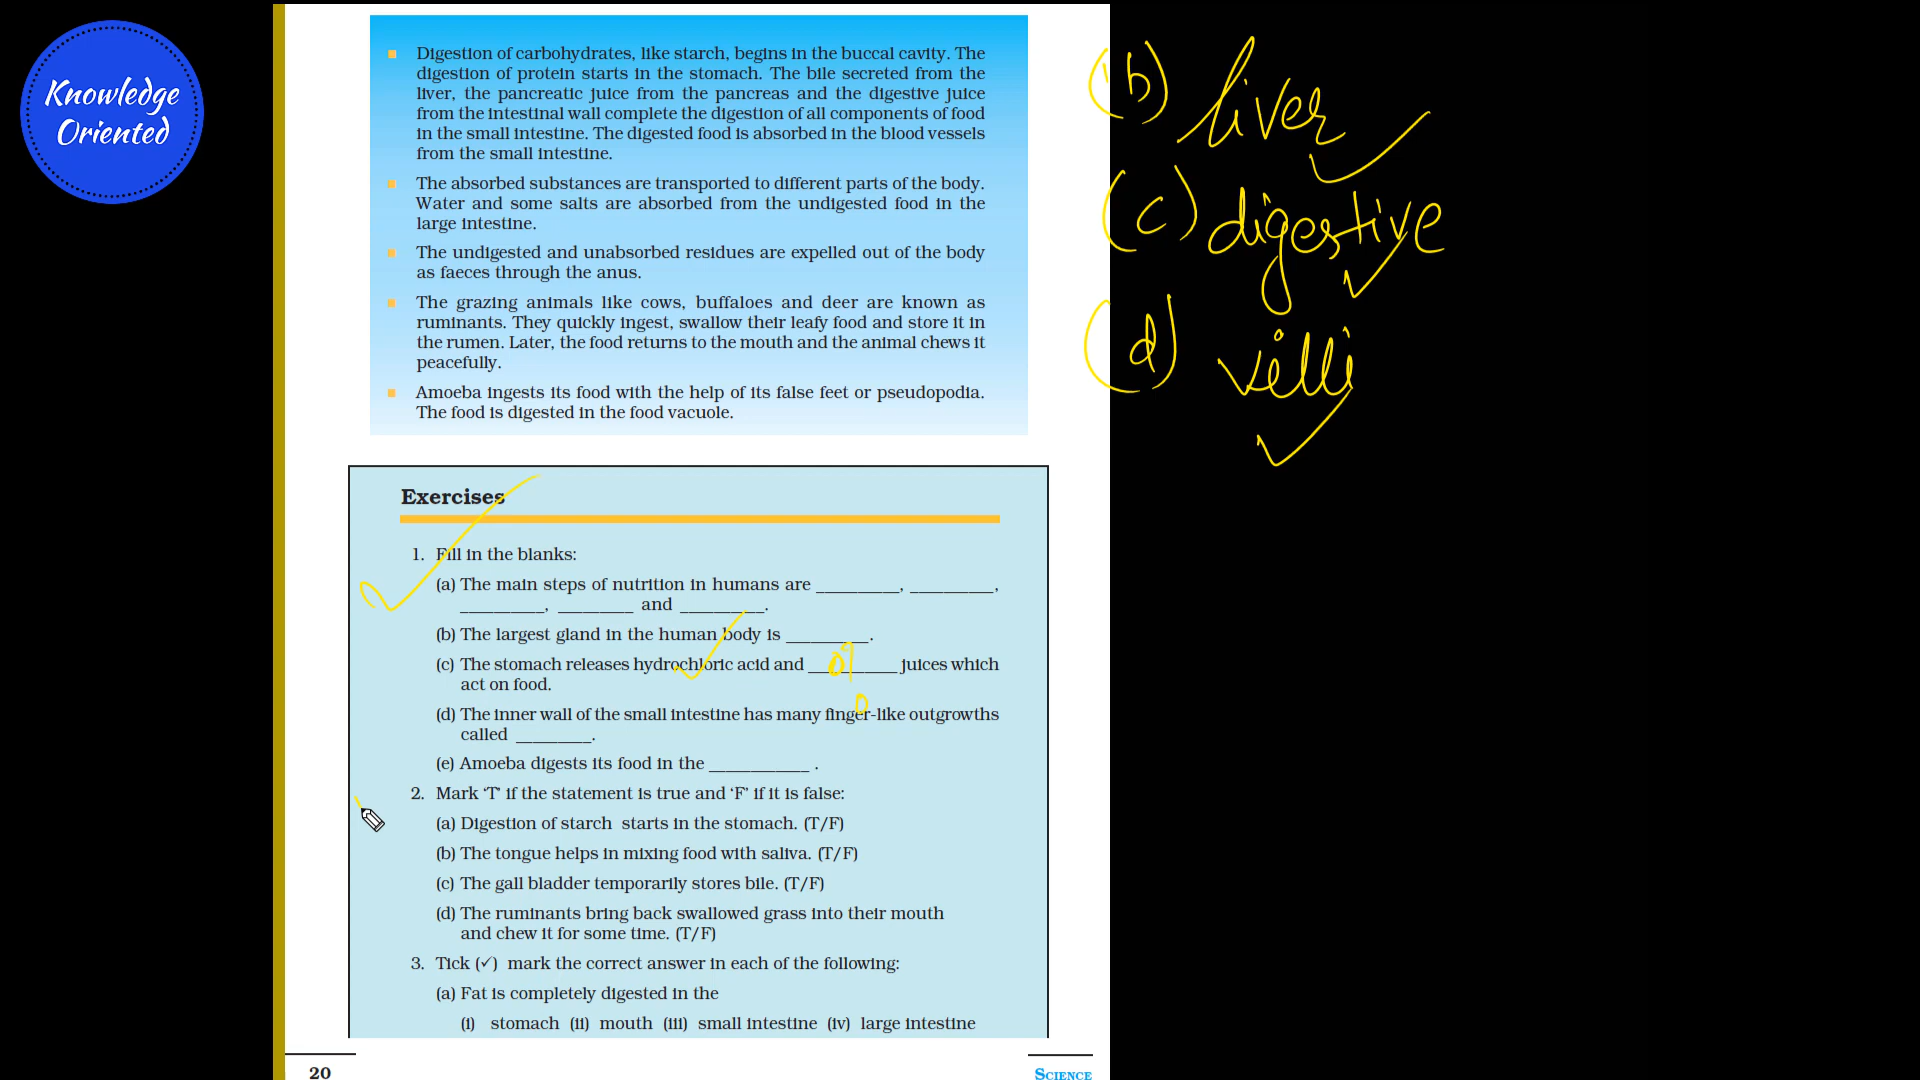 Knowledge
Oriented
Digestion of carbohydrates, like starch, begins in the buccal cavity. The
digestion of protein starts in the stomach. The bile secreted from the
liver, the pancreatic juice from the pancreas and the digestive juice
from the intestinal wall complete the digestion of all components of food
in the small intestine. The digested food is absorbed in the blood vessels
from the small intestine.
The absorbed substances are transported to different parts of the body.
Water and some salts are absorbed from the undigested food in the
large intestine.
The undigested and unabsorbed residues are expelled out of the body
as faeces through the anus.
The grazing animals like cows, buffaloes and deer are known as
ruminants. They quickly ingest, swallow their leafy food and store it in
the rumen. Later, the food returns to the mouth and the animal chews it
peacefully.
Amoeba ingests its food with the help of its false feet or pseudopodia.
The food is digested in the food vacuole.
Exercises
1. Fill in the blanks:
(a) The main steps of nutrition in humans are __________, __________,
__________, _________ and __________.
(b) The largest gland in the human body is __________.
(c) The stomach releases hydrochloric acid and ___________ juices which
act on food.
(d) The inner wall of the small intestine has many finger-like outgrowths
called _________.
(e) Amoeba digests its food in the ____________ .
2. Mark ‘T’ if the statement is true and ‘F’ if it is false:
(a) Digestion of starch starts in the stomach. (T/F)
(b) The tongue helps in mixing food with saliva. (T/F)
(c) The gall bladder temporarily stores bile. (T/F)
(d) The ruminants bring back swallowed grass into their mouth
and chew it for some time. (T/F)
3. Tick (✓) mark the correct answer in each of the following:
(a) Fat is completely digested in the
(i) stomach (ii) mouth (iii) small intestine (iv) large intestine
20
SCIENCE
(b) liver
(c) digestive
(d) villi